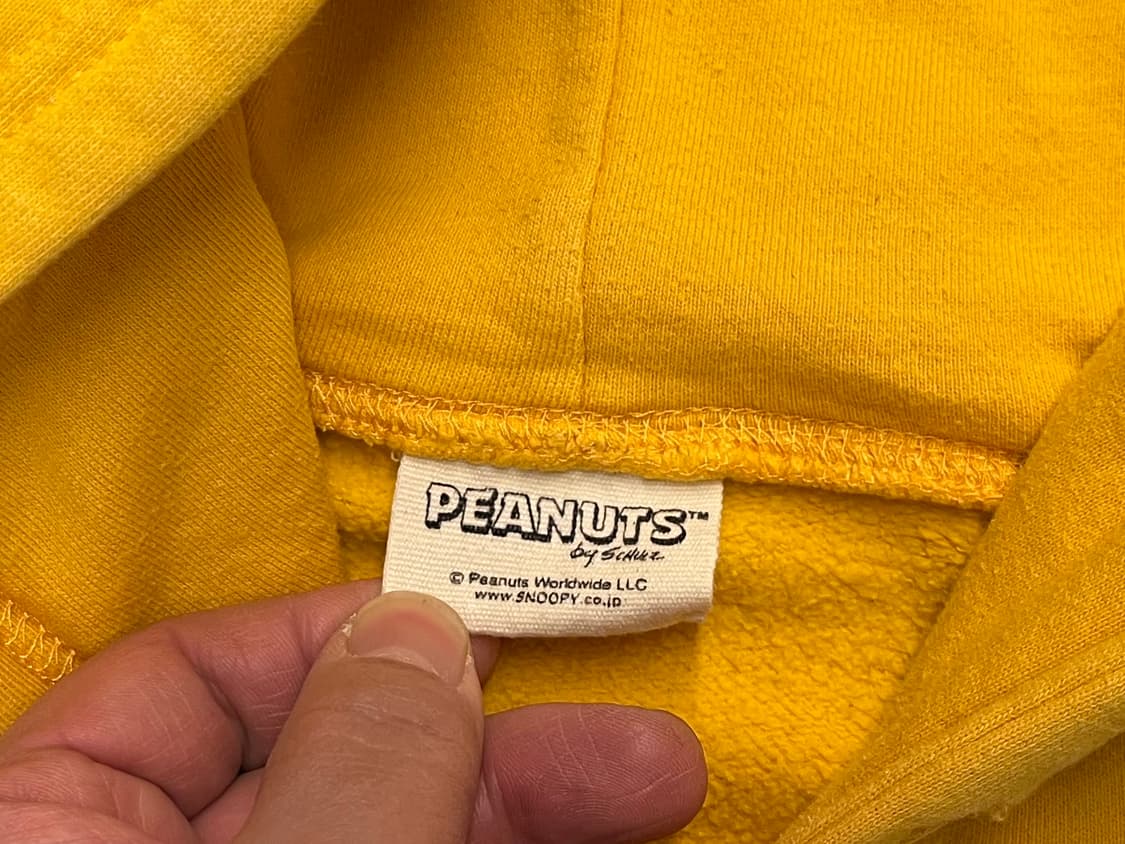 PEANUTS™
by SCHULZ
© Peanuts Worldwide LLC
www.SNOOPY.co.jp